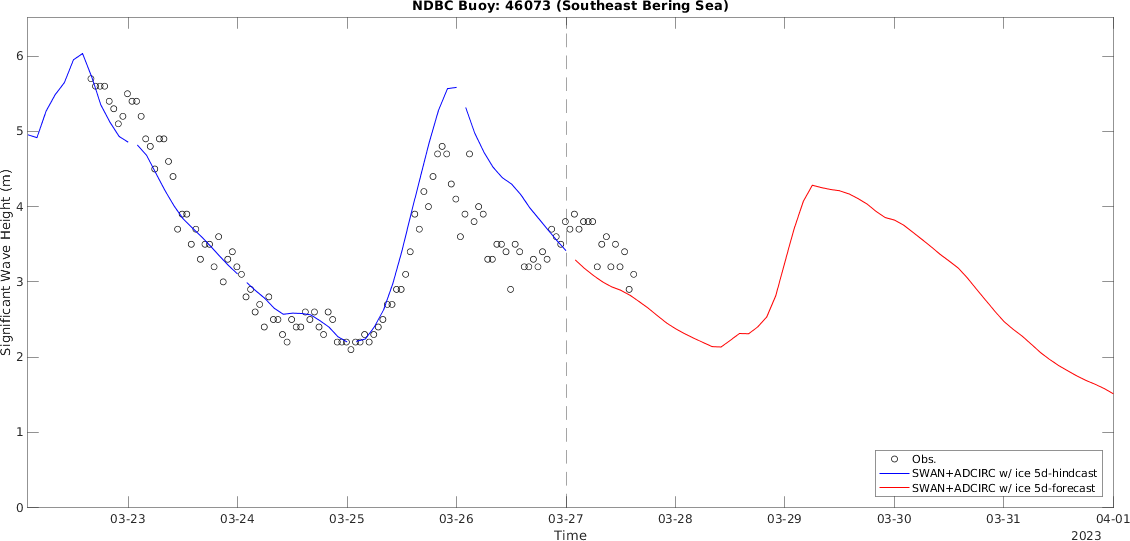 NDBC Buoy: 46073 (Southeast Bering Sea)
Significant Wave Height (m)
6
5
4
3
2
1
0
Obs.
SWAN+ADCIRC w/ ice 5d-hindcast
SWAN+ADCIRC w/ ice 5d-forecast
03-23 03-24 03-25 03-26 03-27 03-28 03-29 03-30 03-31 04-01
Time
2023